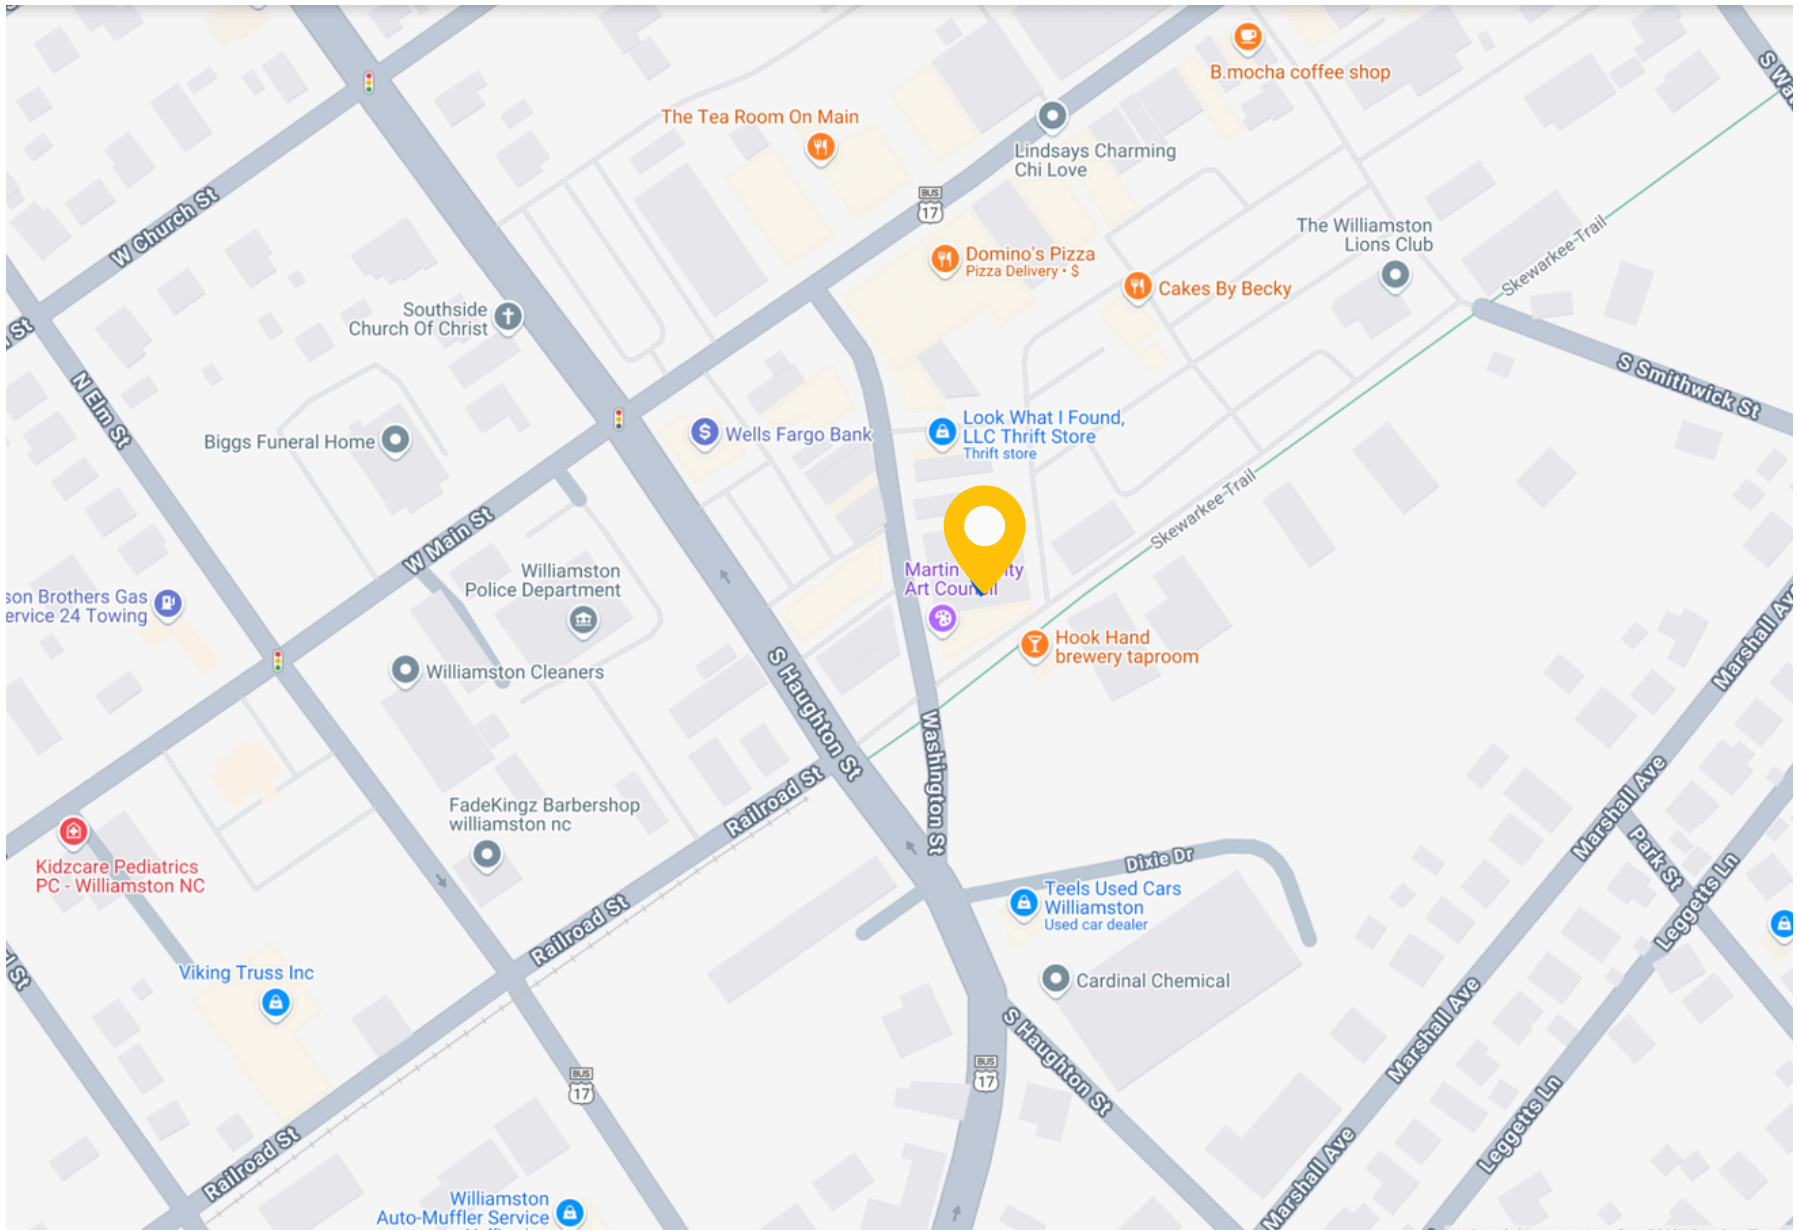 B.mocha coffee shop
S Wat
The Tea Room On Main
Lindsays Charming
Chi Love
BUS
17
W Church St
The Williamston
Lions Club
Skewarkee Trail
Domino's Pizza
Pizza Delivery • $
Cakes By Becky
Southside
Church Of Christ
St
S Smithwick St
N Elm St
Look What I Found,
LLC Thrift Store
Thrift store
Wells Fargo Bank
Biggs Funeral Home
Skewarkee Trail
W Main St
Williamston
Police Department
Martin ity
Art Council
son Brothers Gas
ervice 24 Towing
Marshall Ave
Hook Hand
brewery taproom
Williamston Cleaners
S Haughton St
Washington St
Railroad St
Marshall Ave
FadeKingz Barbershop
williamston nc
Dixie Dr
Park St
Kidzcare Pediatrics
PC - Williamston NC
Teels Used Cars
Williamston
Used car dealer
Leggetts Ln
Railroad St
Viking Truss Inc
Cardinal Chemical
Marshall Ave
S Haughton St
BUS
17
BUS
17
Leggetts Ln
Railroad St
Marshall Ave
Williamston
Auto-Muffler Service